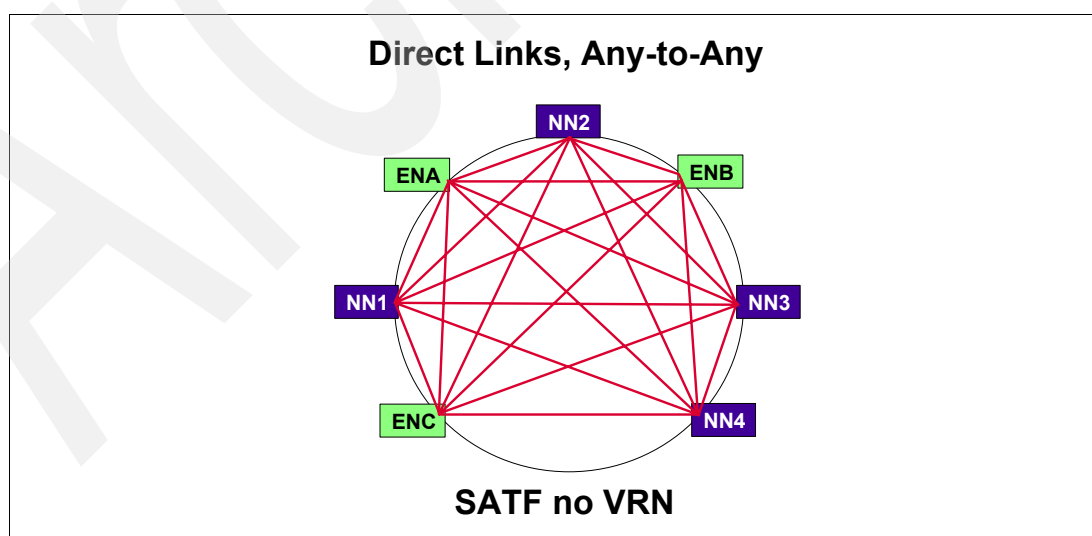 Direct Links, Any-to-Any
NN2
ENA
ENB
NN1
NN3
ENC
NN4
SATF no VRN